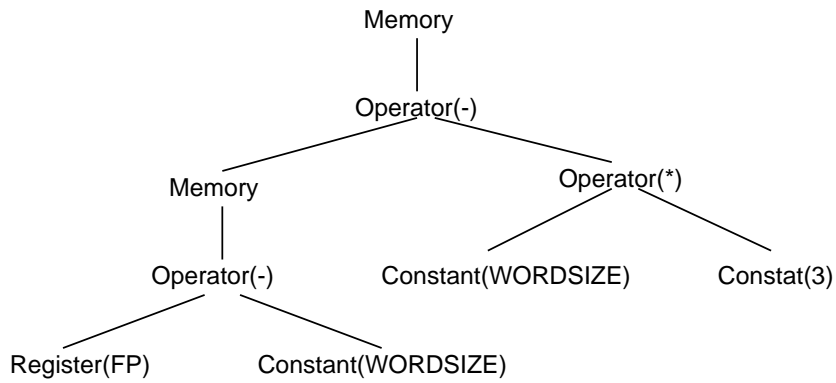 Memory
Operator(-)
Memory
Operator(*)
Operator(-)
Constant(WORDSIZE)
Constat(3)
Register(FP)
Constant(WORDSIZE)